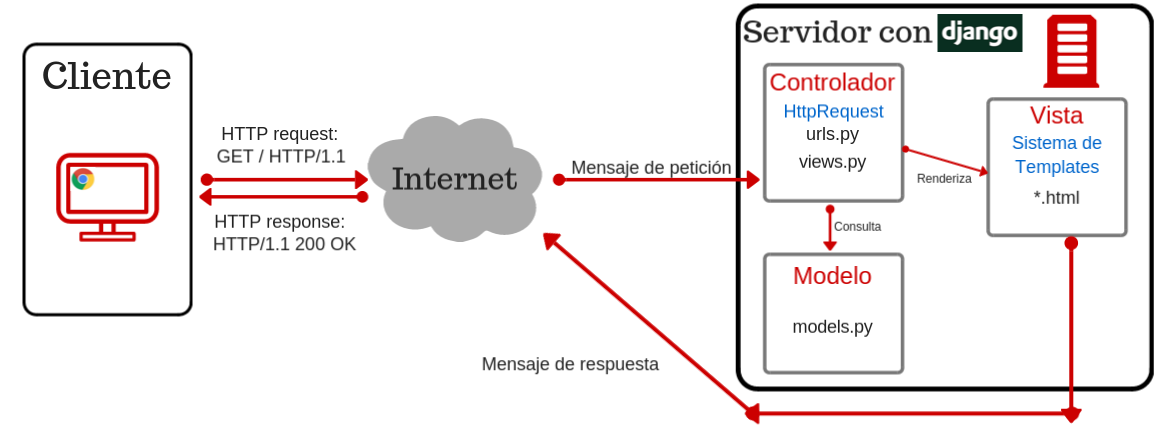 Cliente
HTTP request:
GET / HTTP/1.1
HTTP response:
HTTP/1.1 200 OK
Internet
Mensaje de petición
Mensaje de respuesta
Servidor con django
Controlador
HttpRequest
urls.py
views.py
Renderiza
Consulta
Modelo
models.py
Vista
Sistema de
Templates
*.html